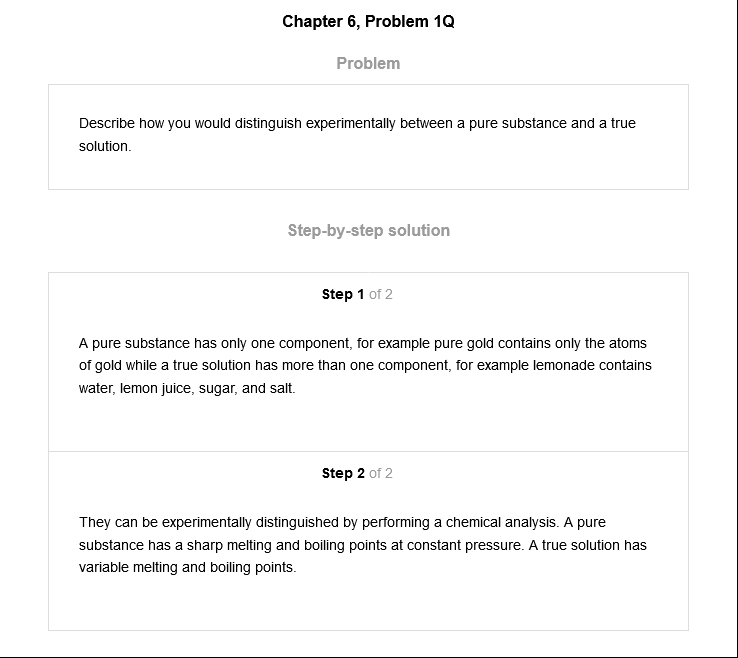 Chapter 6, Problem 1Q
Problem
Describe how you would distinguish experimentally between a pure substance and a true
solution.
Step-by-step solution
Step 1 of 2
A pure substance has only one component, for example pure gold contains only the atoms
of gold while a true solution has more than one component, for example lemonade contains
water, lemon juice, sugar, and salt.
Step 2 of 2
They can be experimentally distinguished by performing a chemical analysis. A pure
substance has a sharp melting and boiling points at constant pressure. A true solution has
variable melting and boiling points.